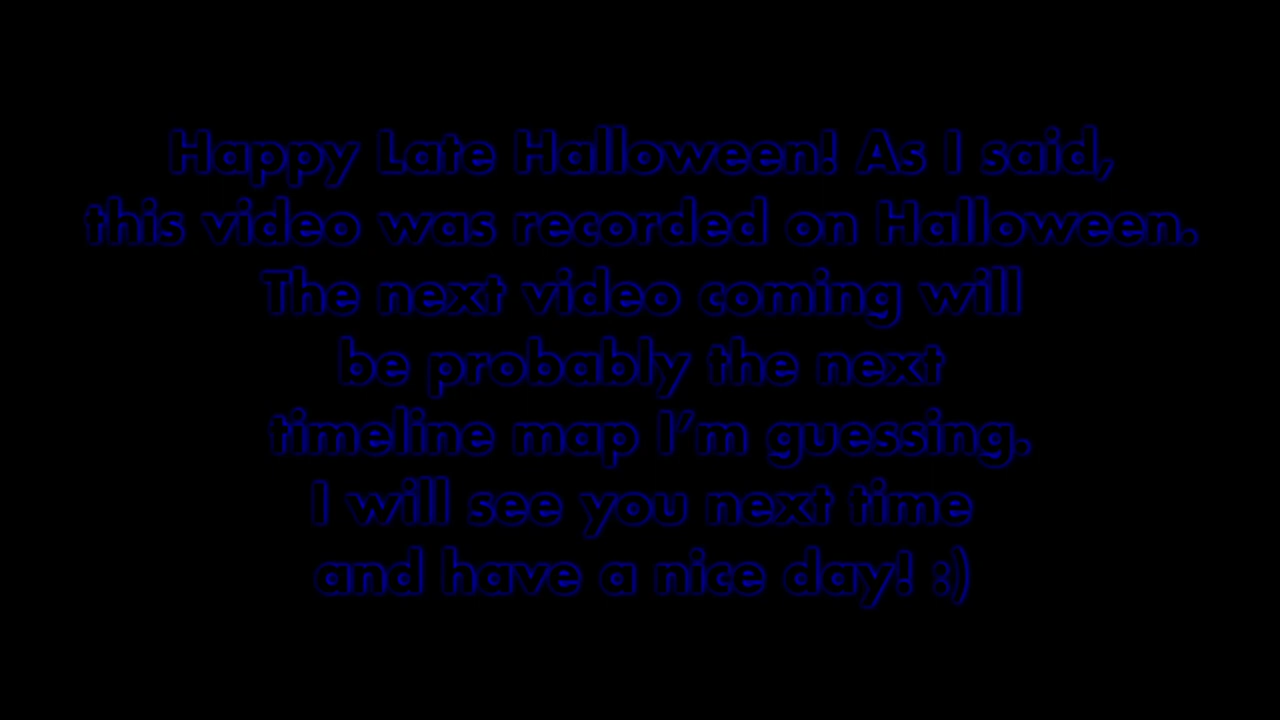 Happy Late Halloween! As I said,
this video was recorded on Halloween.
The next video coming will
be probably the next
timeline map I'm guessing.
I will see you next time
and have a nice day! :)